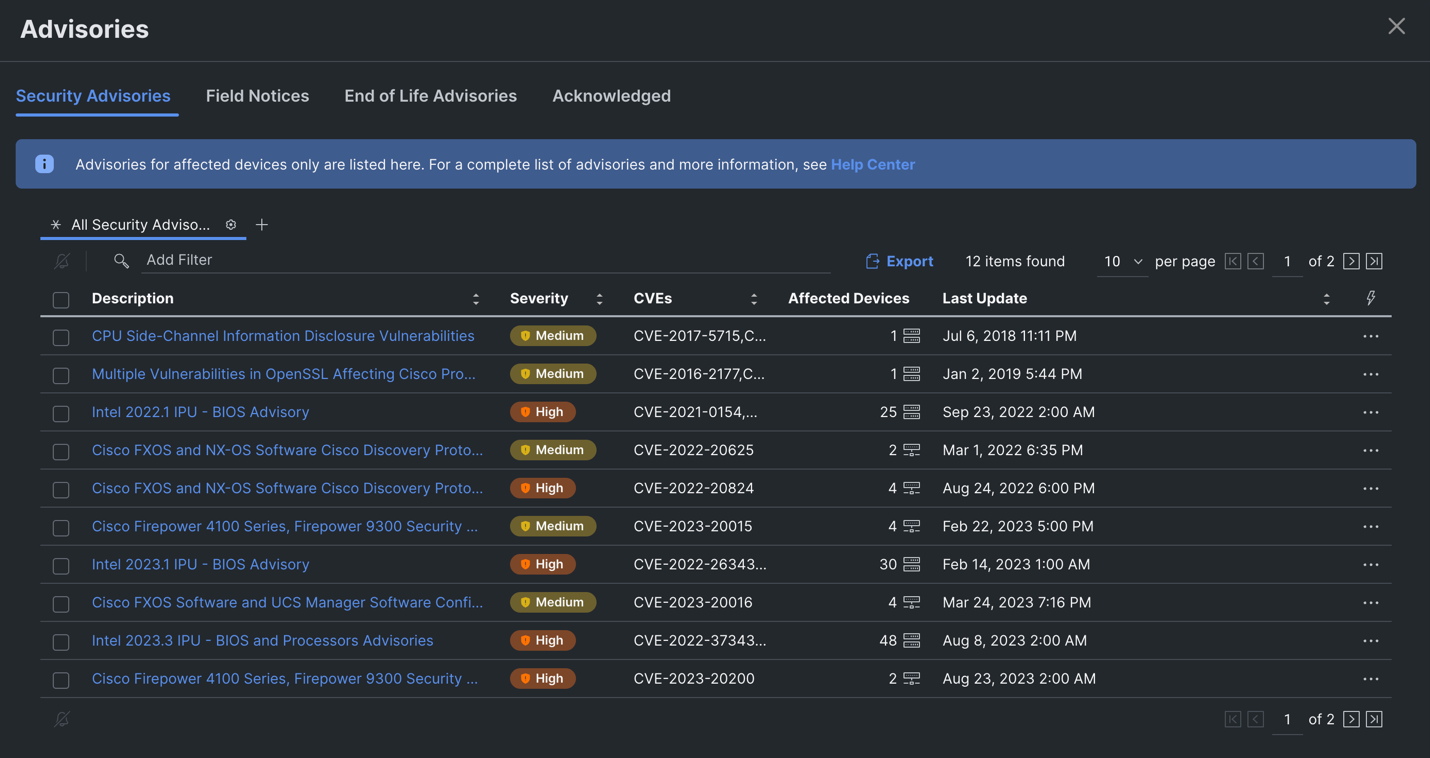 Advisories
Security Advisories Field Notices End of Life Advisories Acknowledged
Advisories for affected devices only are listed here. For a complete list of advisories and more information, see Help Center
All Security Adviso...
Add Filter Export 12 items found 10 per page 1 of 2
Description Severity CVEs Affected Devices Last Update
CPU Side-Channel Information Disclosure Vulnerabilities Medium CVE-2017-5715,C... 1 Jul 6, 2018 11:11 PM
Multiple Vulnerabilities in OpenSSL Affecting Cisco Pro... Medium CVE-2016-2177,C... 1 Jan 2, 2019 5:44 PM
Intel 2022.1 IPU - BIOS Advisory High CVE-2021-0154,... 25 Sep 23, 2022 2:00 AM
Cisco FXOS and NX-OS Software Cisco Discovery Proto... Medium CVE-2022-20625 2 Mar 1, 2022 6:35 PM
Cisco FXOS and NX-OS Software Cisco Discovery Proto... High CVE-2022-20824 4 Aug 24, 2022 6:00 PM
Cisco Firepower 4100 Series, Firepower 9300 Security ... Medium CVE-2023-20015 4 Feb 22, 2023 5:00 PM
Intel 2023.1 IPU - BIOS Advisory High CVE-2022-26343... 30 Feb 14, 2023 1:00 AM
Cisco FXOS Software and UCS Manager Software Confi... Medium CVE-2023-20016 4 Mar 24, 2023 7:16 PM
Intel 2023.3 IPU - BIOS and Processors Advisories High CVE-2022-37343... 48 Aug 8, 2023 2:00 AM
Cisco Firepower 4100 Series, Firepower 9300 Security ... High CVE-2023-20200 2 Aug 23, 2023 2:00 AM
1 of 2